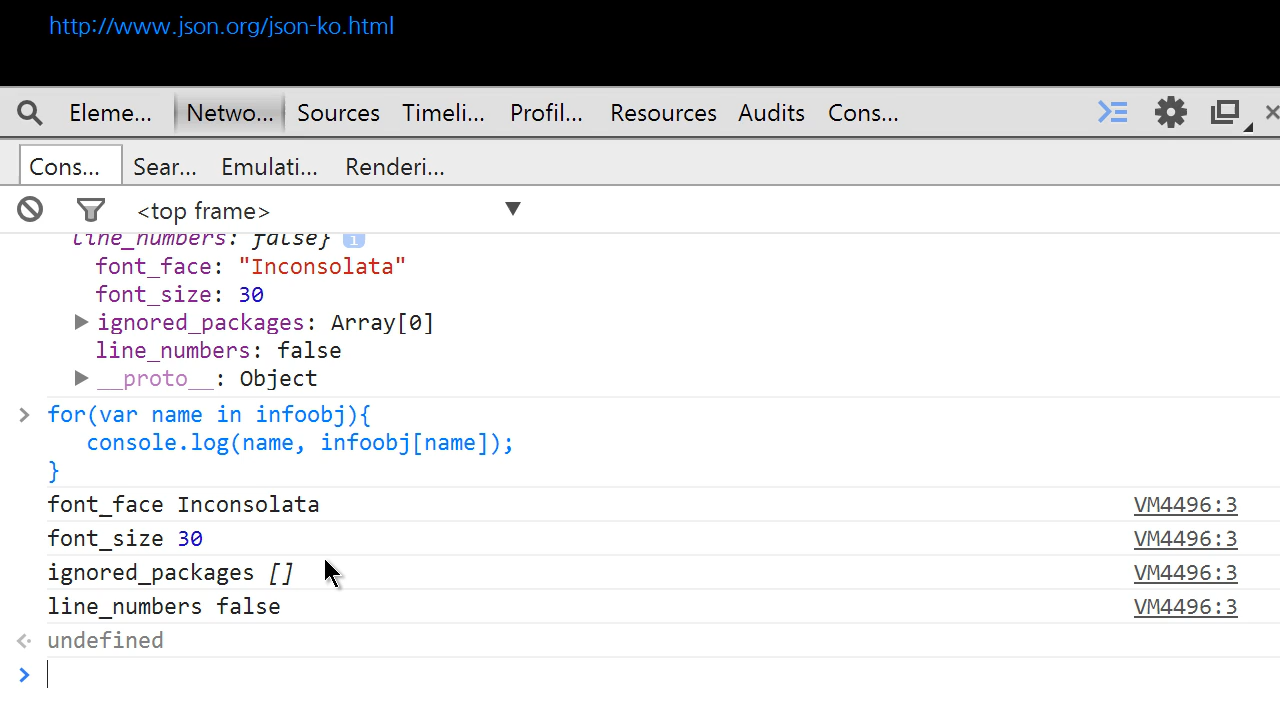 http://www.json.org/json-ko.html
Eleme... Netwo... Sources Timeli... Profil... Resources Audits Cons...
Cons... Sear... Emulati... Renderi...
<top frame>
line_numbers: false}
font_face: "Inconsolata"
font_size: 30
ignored_packages: Array[0]
line_numbers: false
__proto__: Object
for(var name in infoobj){
console.log(name, infoobj[name]);
}
font_face Inconsolata VM4496:3
font_size 30 VM4496:3
ignored_packages [] VM4496:3
line_numbers false VM4496:3
undefined